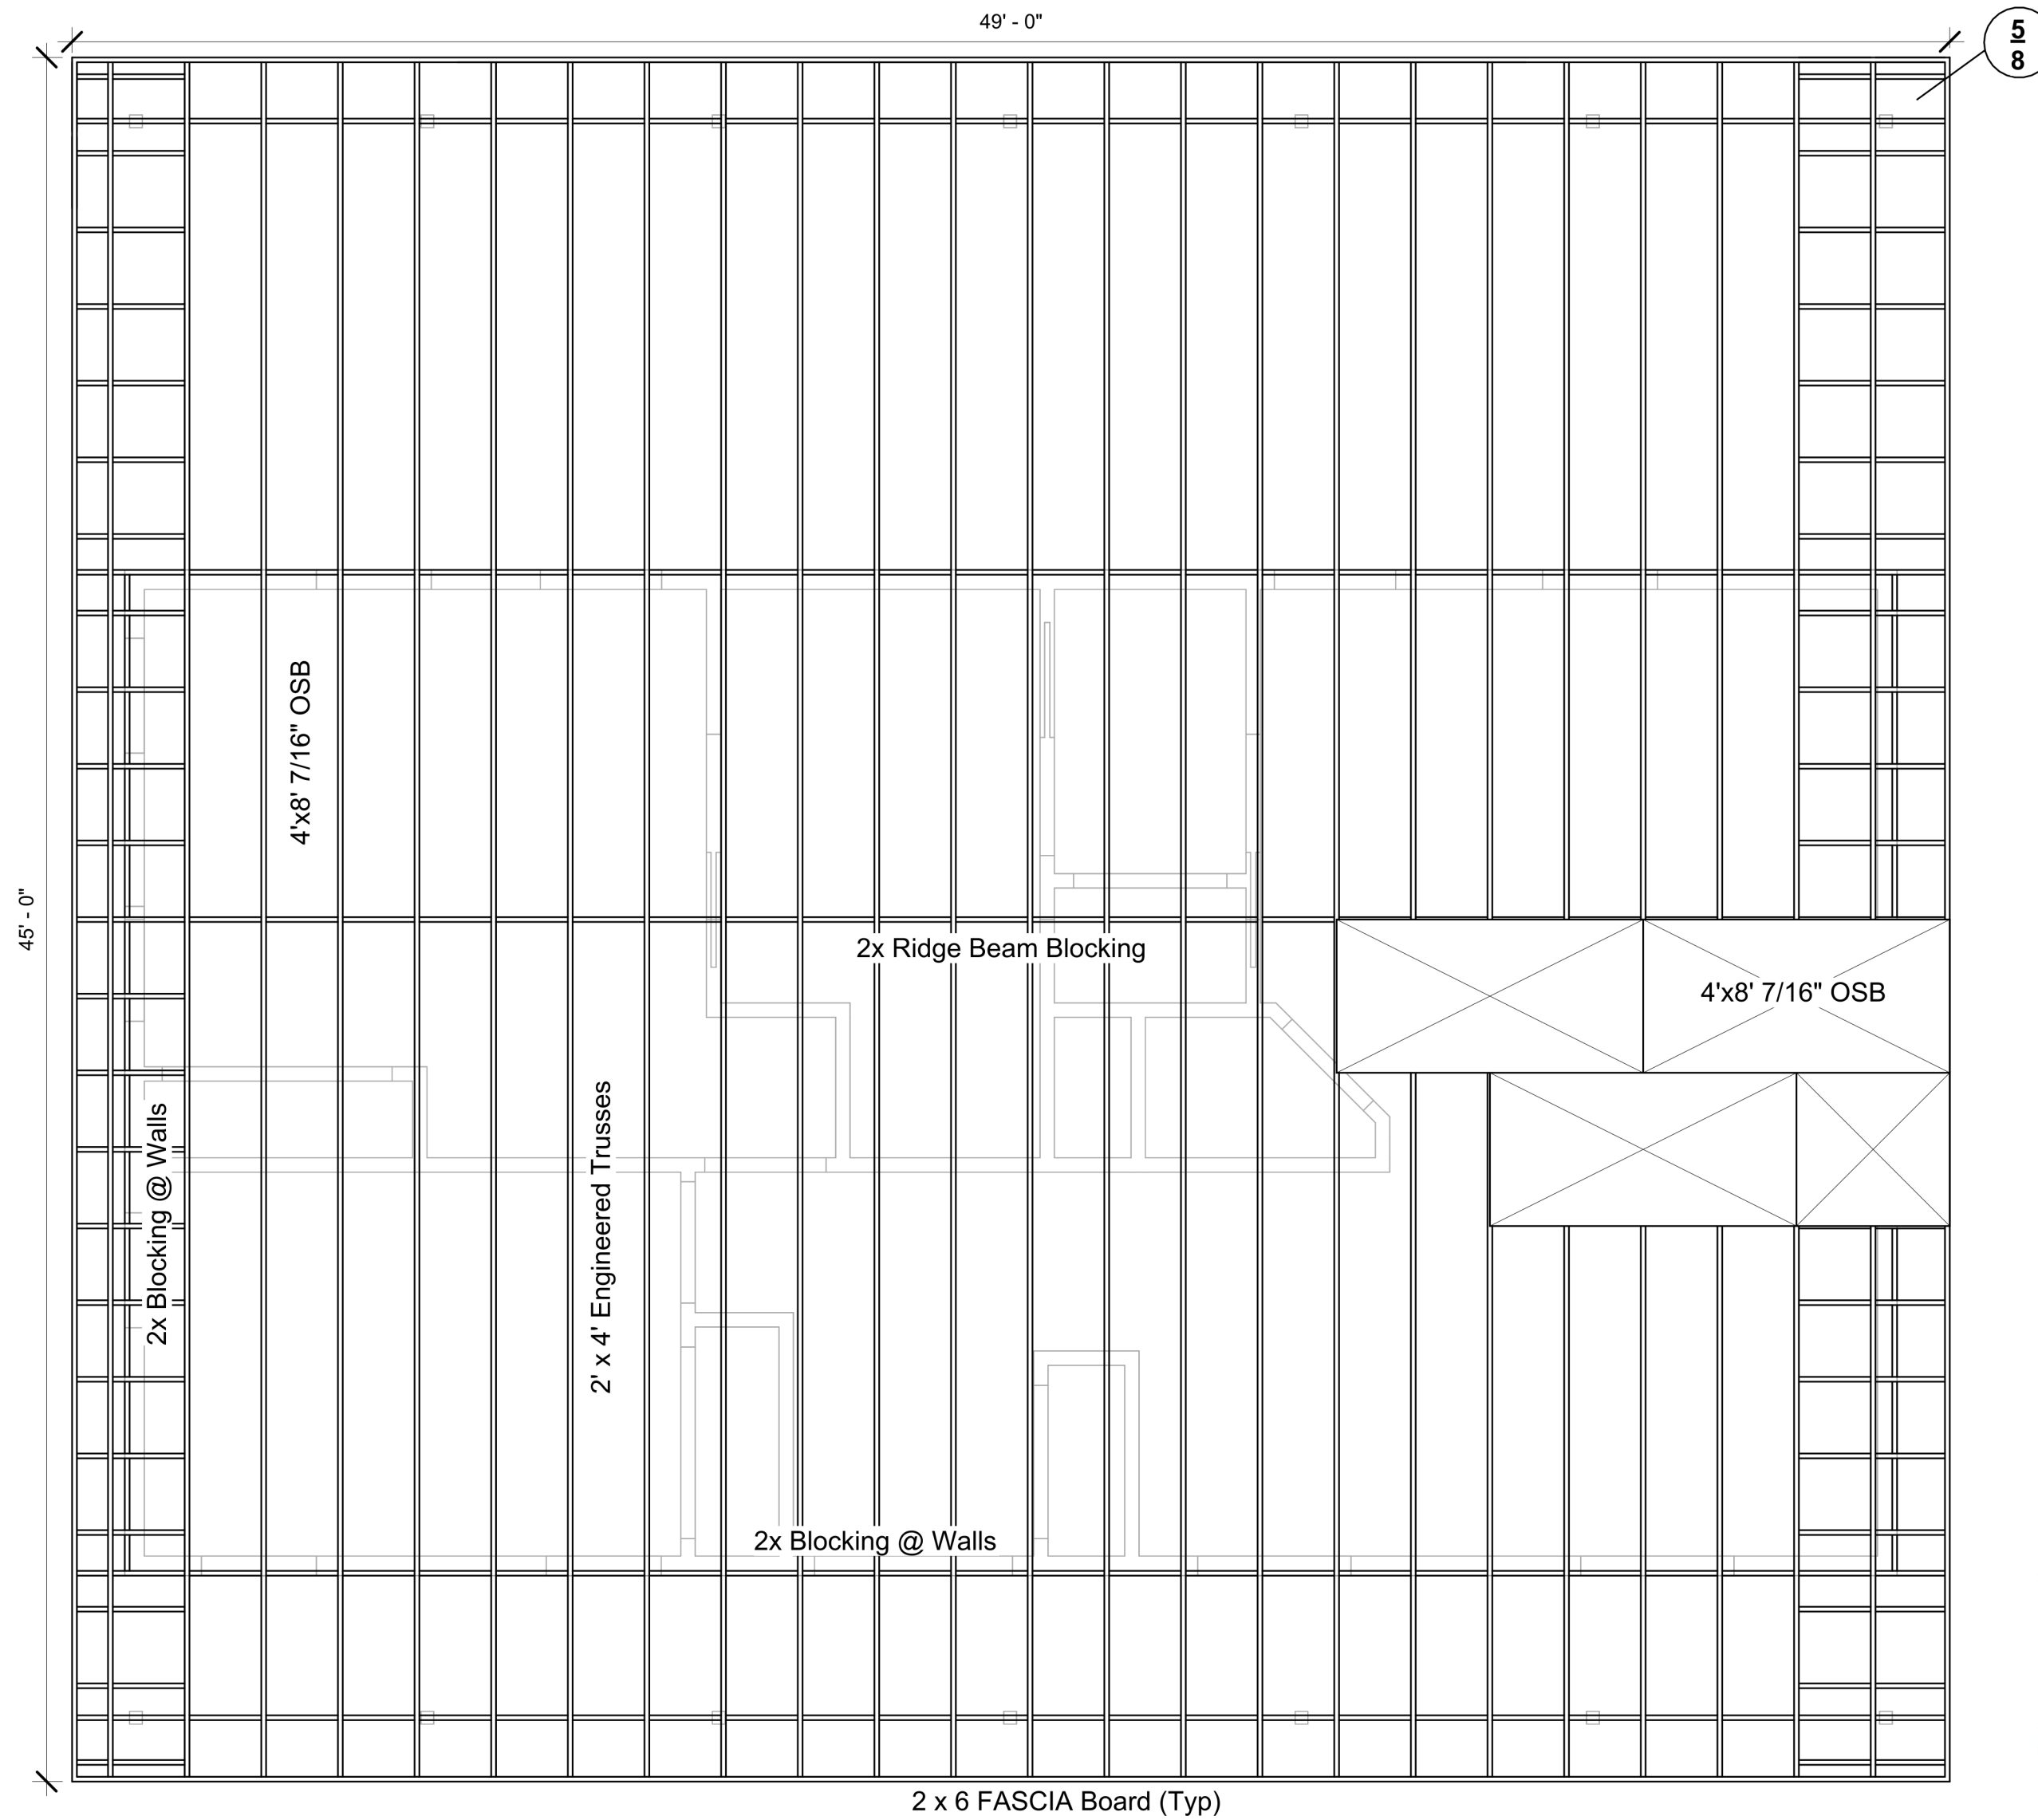 49' - 0"
5
8
4'x8' 7/16" OSB
45' - 0"
2x Ridge Beam Blocking
4'x8' 7/16" OSB
2x Blocking @ Walls
2' x 4' Engineered Trusses
2x Blocking @ Walls
2 x 6 FASCIA Board (Typ)